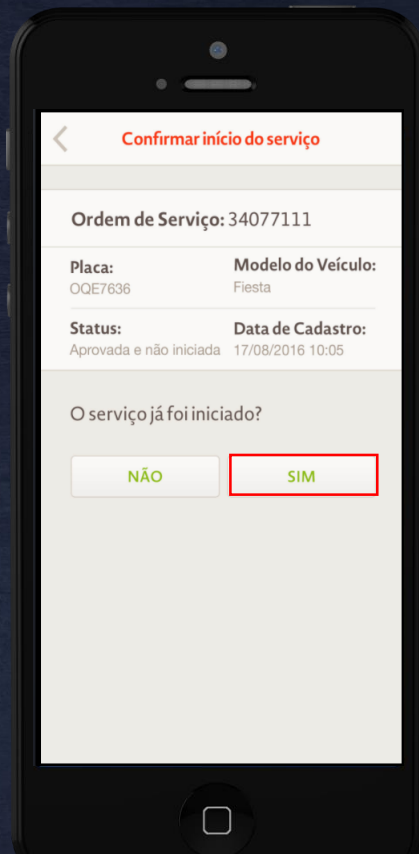 Confirmar início do serviço
Ordem de Serviço: 34077111
Placa: Modelo do Veículo:
OQE7636 Fiesta
Status: Data de Cadastro:
Aprovada e não iniciada 17/08/2016 10:05
O serviço já foi iniciado?
NÃO SIM